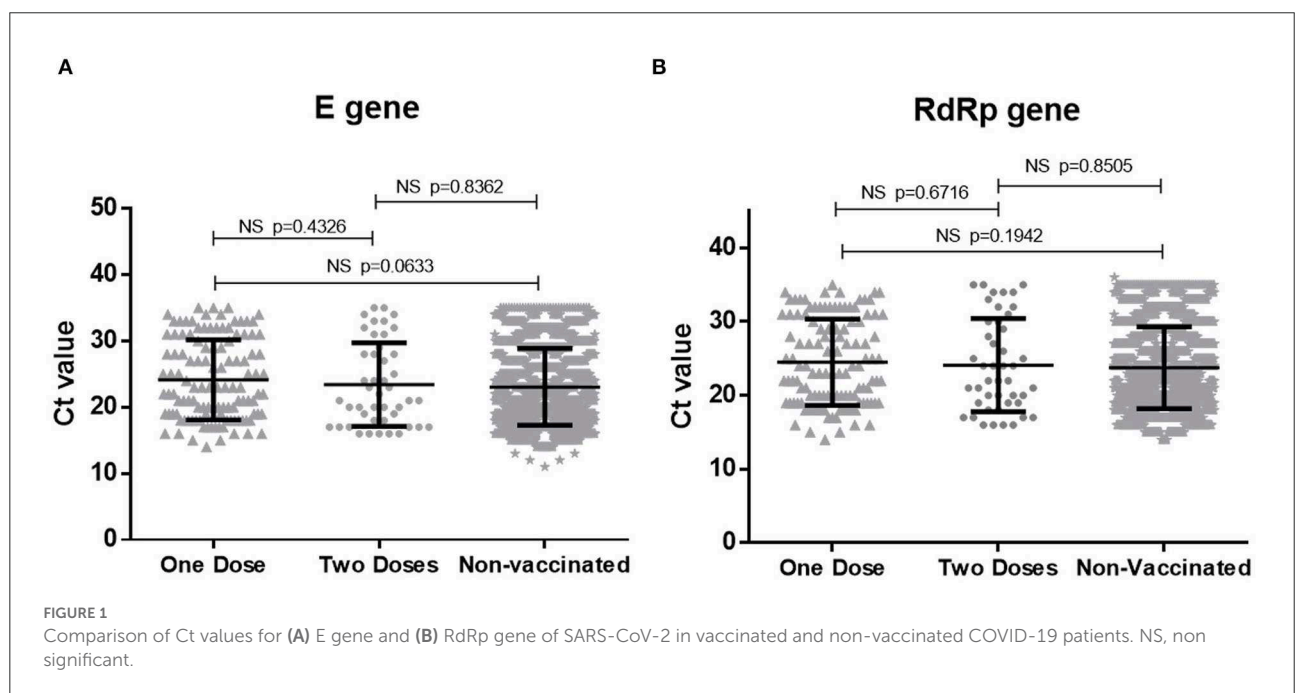 A
E gene
NS p=0.8362
NS p=0.4326
NS p=0.0633
50
40
30
20
10
0
Ct value
One Dose
Two Doses
Non-vaccinated
B
RdRp gene
NS p=0.8505
NS p=0.6716
NS p=0.1942
40
30
20
10
0
Ct value
One Dose
Two Doses
Non-Vaccinated
FIGURE 1
Comparison of Ct values for (A) E gene and (B) RdRp gene of SARS-CoV-2 in vaccinated and non-vaccinated COVID-19 patients. NS, non
significant.